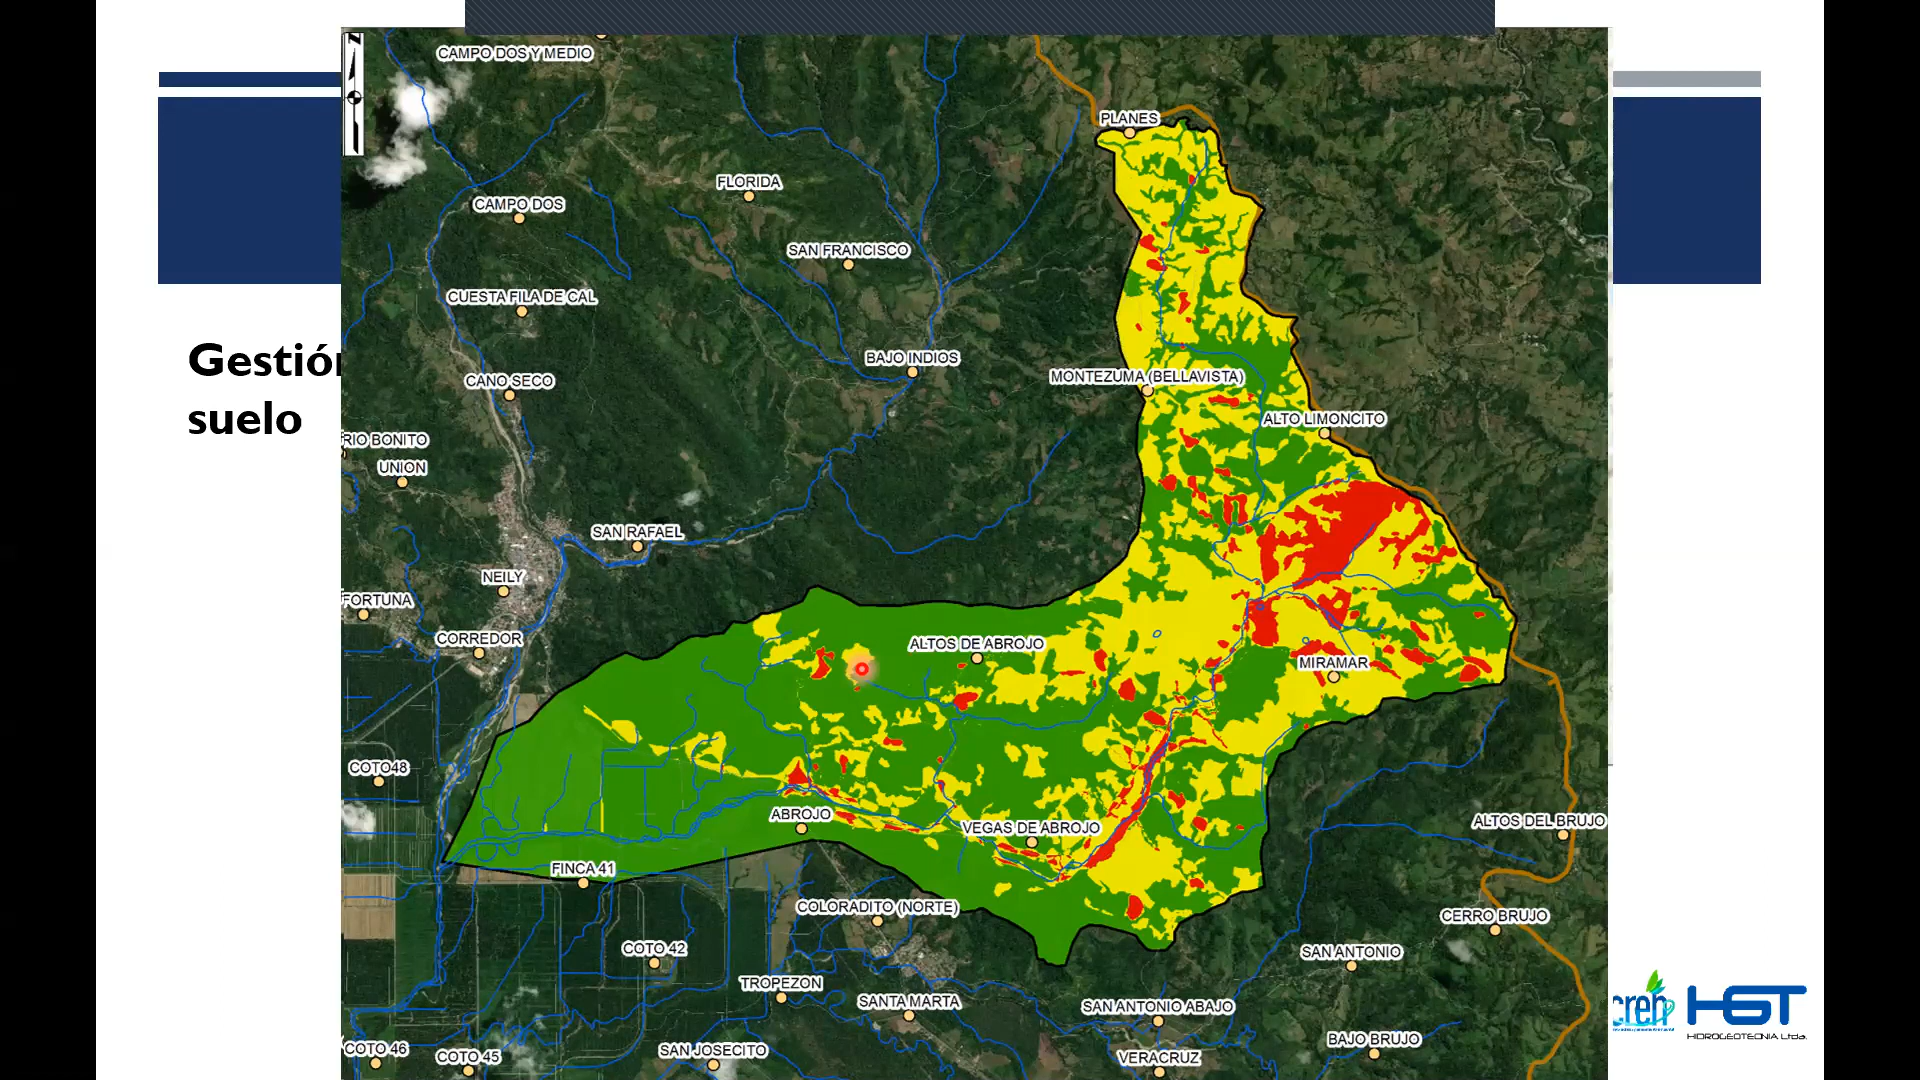 N
CAMPO DOS Y MEDIO
PLANES
FLORIDA
CAMPO DOS
SAN FRANCISCO
CUESTA FILA DE CAL
Gestión
suelo
BAJO INDIOS
CANO SECO
MONTEZUMA (BELLAVISTA)
ALTO LIMONCITO
RIO BONITO
UNION
SAN RAFAEL
NEILY
FORTUNA
CORREDOR
ALTOS DE ABROJO
MIRAMAR
COTO48
ABROJO
VEGAS DE ABROJO
ALTOS DEL BRUJO
FINCA 41
COLORADITO (NORTE)
CERRO BRUJO
COTO 42
SAN ANTONIO
TROPEZON
SANTA MARTA
SAN ANTONIO ABAJO
BAJO BRUJO
COTO 46
COTO 45
SAN JOSECITO
VERACRUZ
creh
HGT
HIDROGEOTECNIA Ltda.